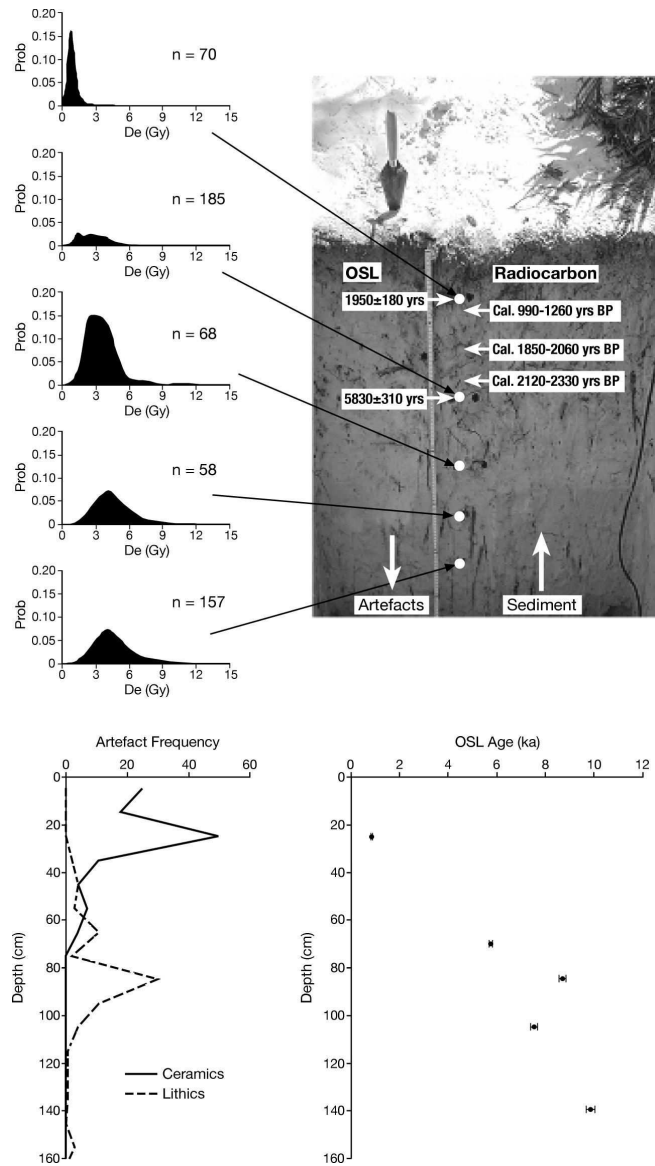 Prob
0.20
0.15
0.10
0.05
0
n = 70
0 3 6 9 12 15
De (Gy)
Prob
0.20
0.15
0.10
0.05
0
n = 185
0 3 6 9 12 15
De (Gy)
Prob
0.20
0.15
0.10
0.05
0
n = 68
0 3 6 9 12 15
De (Gy)
Prob
0.20
0.15
0.10
0.05
0
n = 58
0 3 6 9 12 15
De (Gy)
Prob
0.20
0.15
0.10
0.05
0
n = 157
0 3 6 9 12 15
De (Gy)
OSL
Radiocarbon
1950±180 yrs
Cal. 990-1260 yrs BP
Cal. 1850-2060 yrs BP
Cal. 2120-2330 yrs BP
5830±310 yrs
Artefacts
Sediment
Artefact Frequency
0 20 40 60
Depth (cm)
0
20
40
60
80
100
120
140
160
Ceramics
Lithics
OSL Age (ka)
0 2 4 6 8 10 12
Depth (cm)
0
20
40
60
80
100
120
140
160